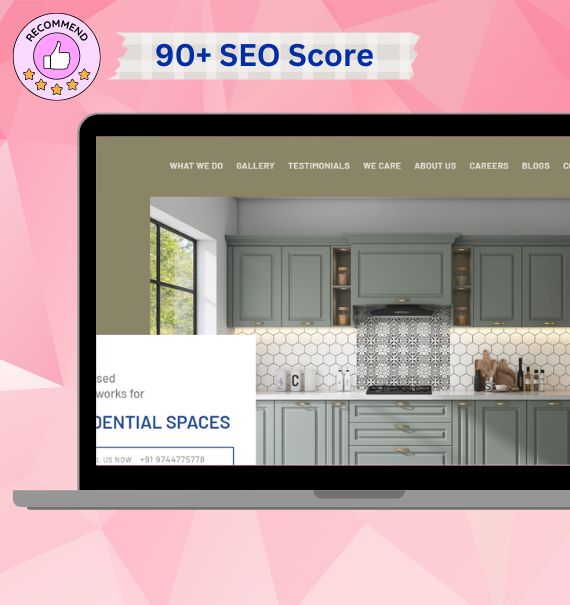 RECOMMEND
90+ SEO Score
WHAT WE DO GALLERY TESTIMONIALS WE CARE ABOUT US CAREERS BLOGS
C
sed
works for
DENTIAL SPACES
L US NOW +91 9744775778